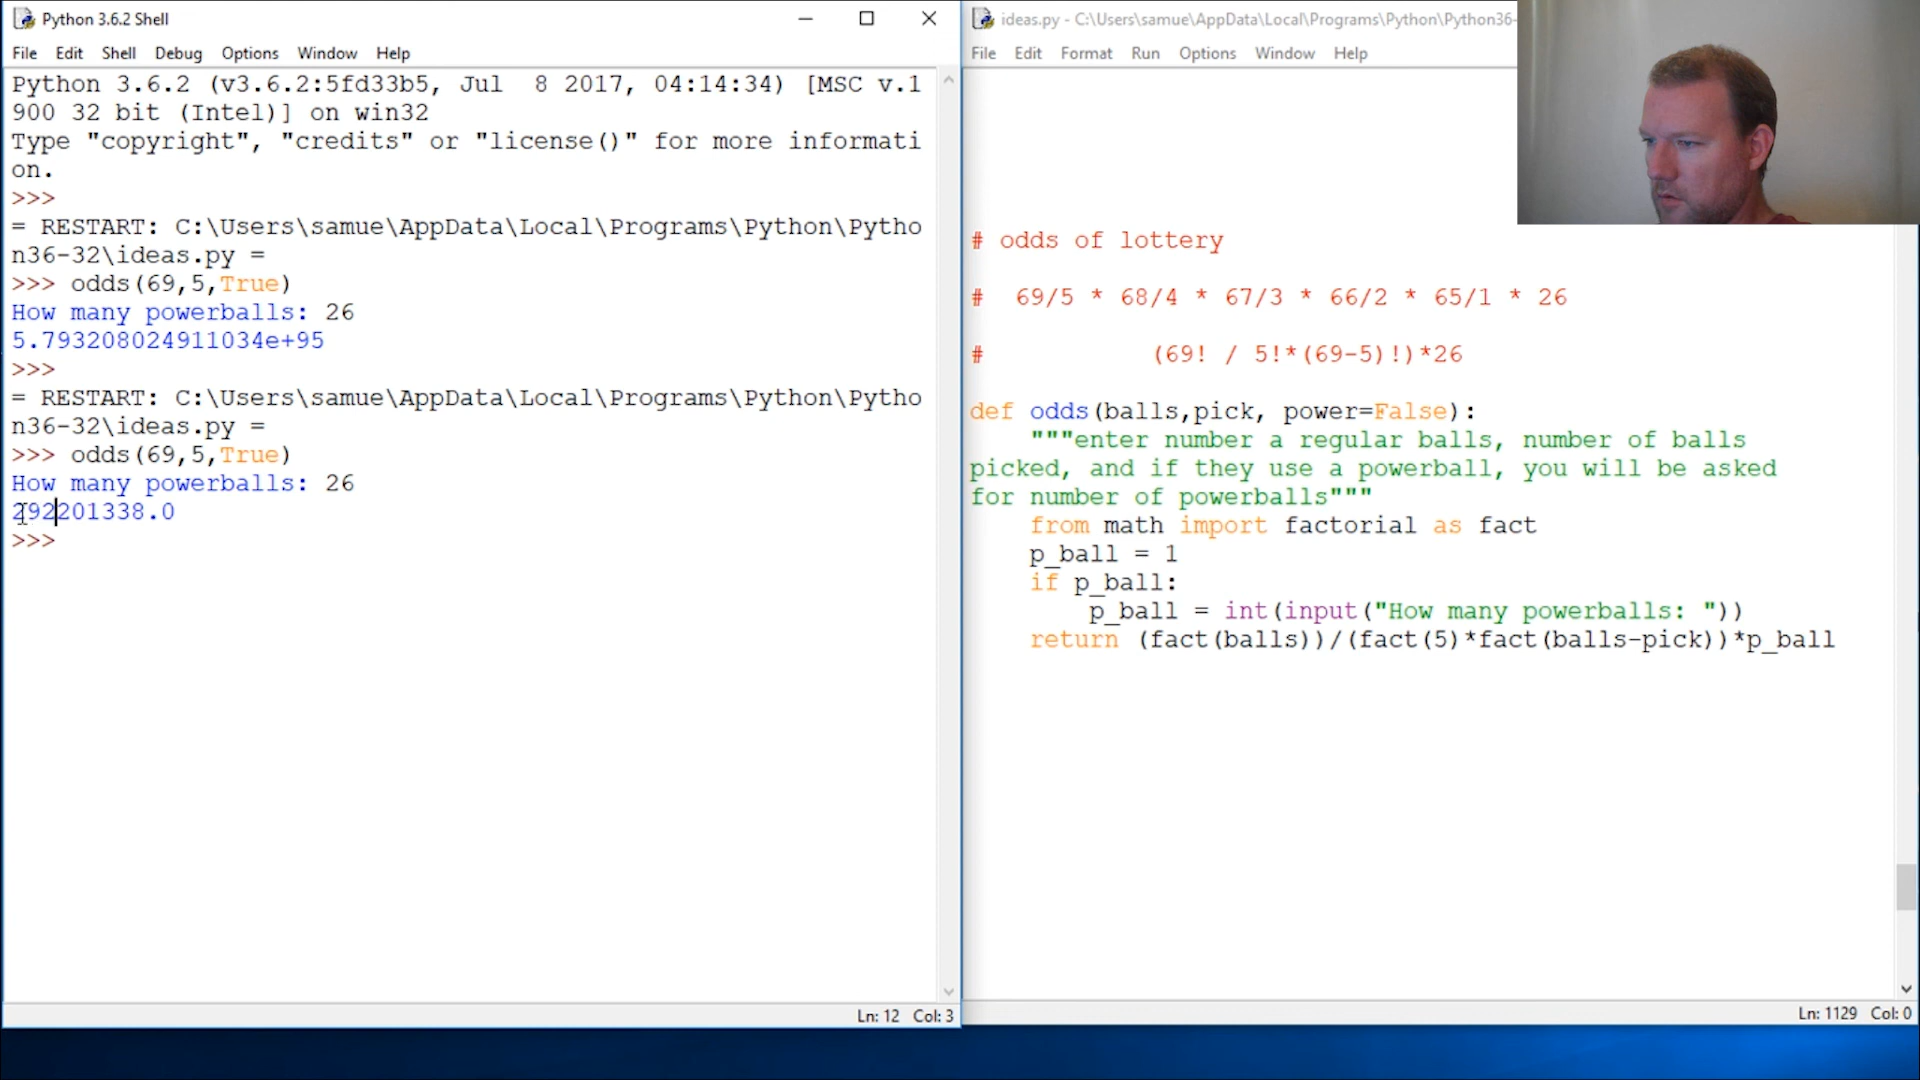 Python 3.6.2 Shell
File Edit Shell Debug Options Window Help
Python 3.6.2 (v3.6.2:5fd33b5, Jul  8 2017, 04:14:34) [MSC v.1
900 32 bit (Intel)] on win32
Type "copyright", "credits" or "license()" for more informati
on.
>>>
= RESTART: C:\Users\samue\AppData\Local\Programs\Python\Pytho
n36-32\ideas.py =
>>> odds(69,5,True)
How many powerballs: 26
5.793208024911034e+95
>>>
= RESTART: C:\Users\samue\AppData\Local\Programs\Python\Pytho
n36-32\ideas.py =
>>> odds(69,5,True)
How many powerballs: 26
292201338.0
>>>
Ln: 12 Col: 3
ideas.py - C:\Users\samue\AppData\Local\Programs\Python\Python36-
File Edit Format Run Options Window Help
# odds of lottery
#  69/5 * 68/4 * 67/3 * 66/2 * 65/1 * 26
#           (69! / 5!*(69-5)!)*26
def odds(balls,pick, power=False):
    """enter number a regular balls, number of balls
picked, and if they use a powerball, you will be asked
for number of powerballs"""
    from math import factorial as fact
    p_ball = 1
    if p_ball:
        p_ball = int(input("How many powerballs: "))
    return (fact(balls))/(fact(5)*fact(balls-pick))*p_ball
Ln: 1129 Col: 0